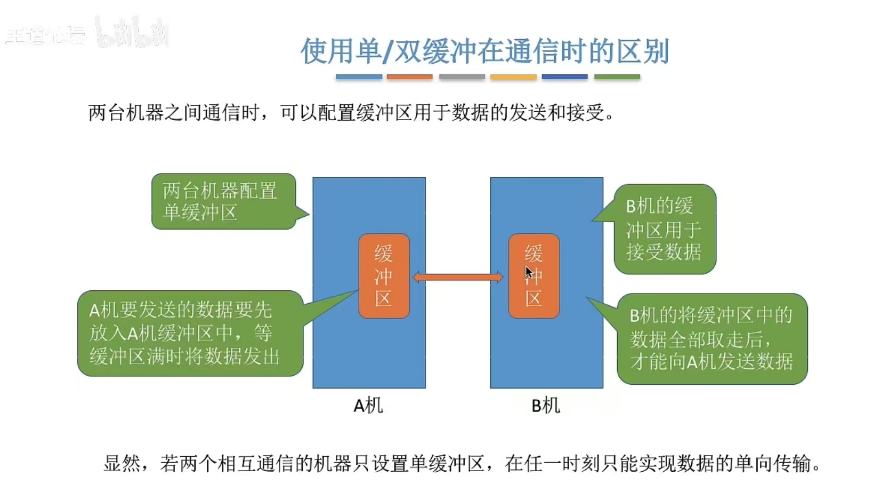 bilibili
使用单/双缓冲在通信时的区别
两台机器之间通信时，可以配置缓冲区用于数据的发送和接受。
两台机器配置
单缓冲区
B机的缓
冲区用于
接受数据
缓
冲
区
缓
冲
区
A机要发送的数据要先
放入A机缓冲区中，等
缓冲区满时将数据发出
B机的将缓冲区中的
数据全部取走后，
才能向A机发送数据
A机
B机
显然，若两个相互通信的机器只设置单缓冲区，在任一时刻只能实现数据的单向传输。